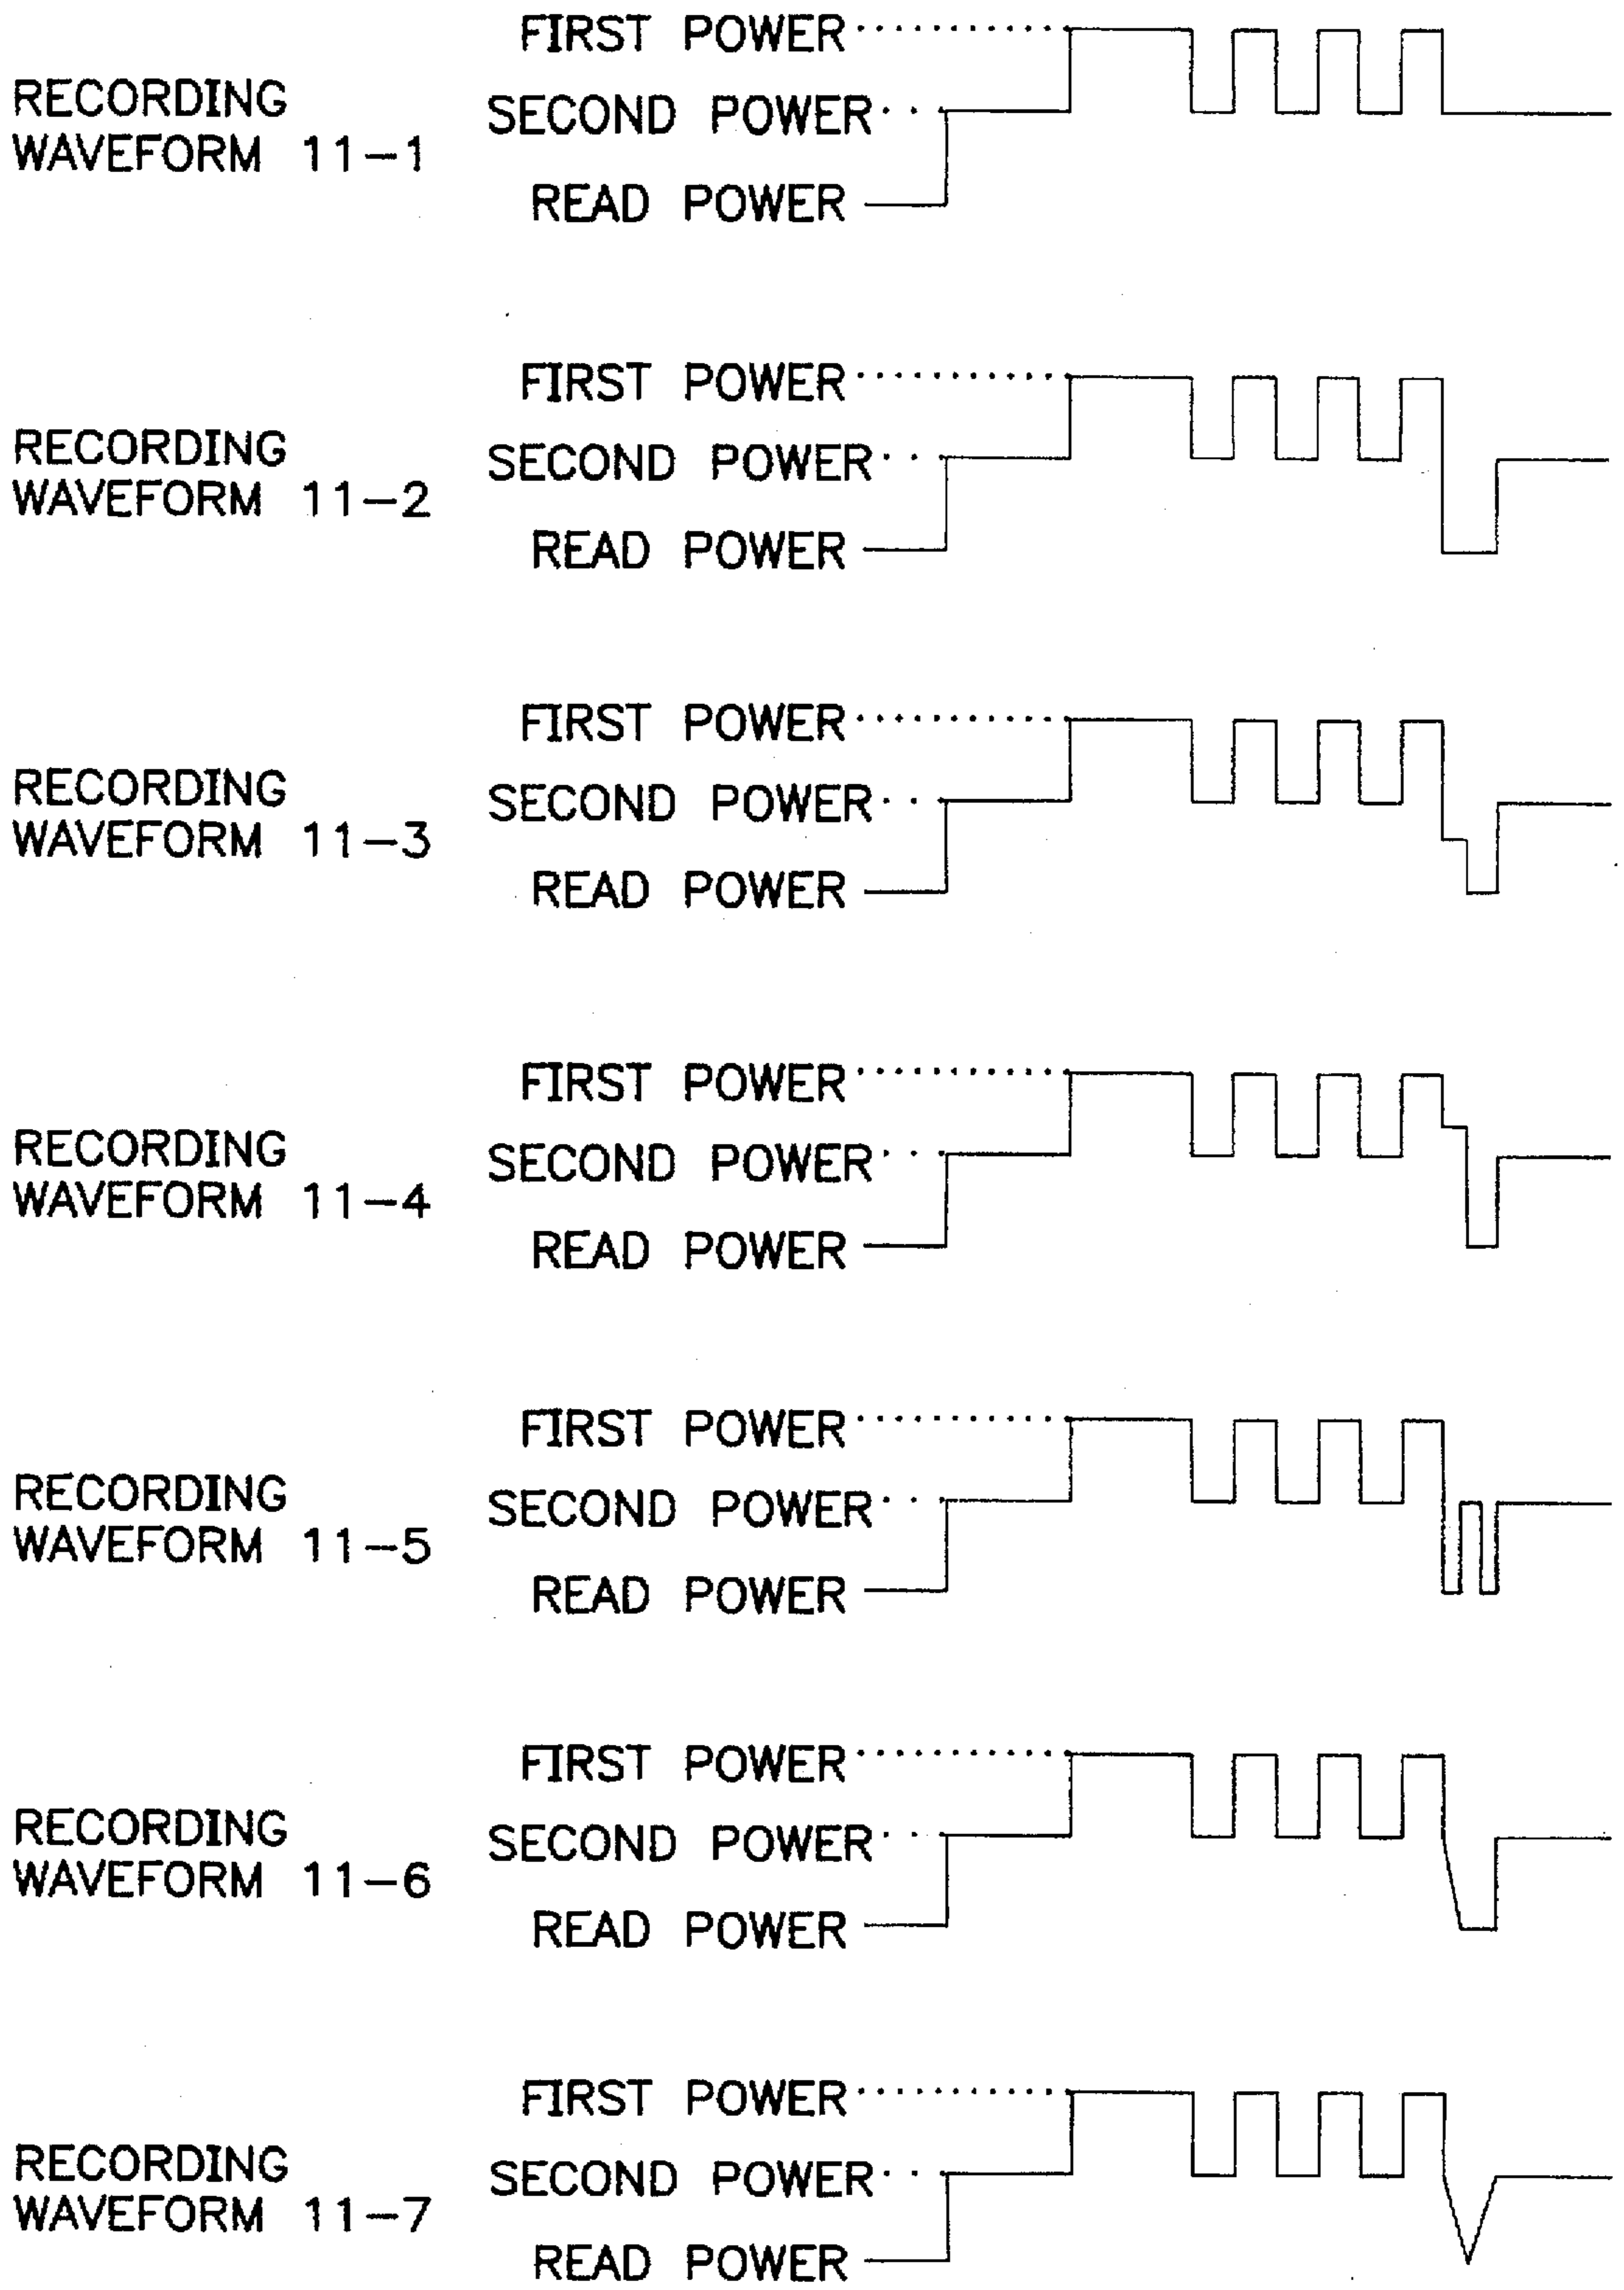 FIRST POWER
RECORDING
WAVEFORM 11-1
SECOND POWER
READ POWER
FIRST POWER
RECORDING
WAVEFORM 11-2
SECOND POWER
READ POWER
FIRST POWER
RECORDING
WAVEFORM 11-3
SECOND POWER
READ POWER
FIRST POWER
RECORDING
WAVEFORM 11-4
SECOND POWER
READ POWER
FIRST POWER
RECORDING
WAVEFORM 11-5
SECOND POWER
READ POWER
FIRST POWER
RECORDING
WAVEFORM 11-6
SECOND POWER
READ POWER
FIRST POWER
RECORDING
WAVEFORM 11-7
SECOND POWER
READ POWER